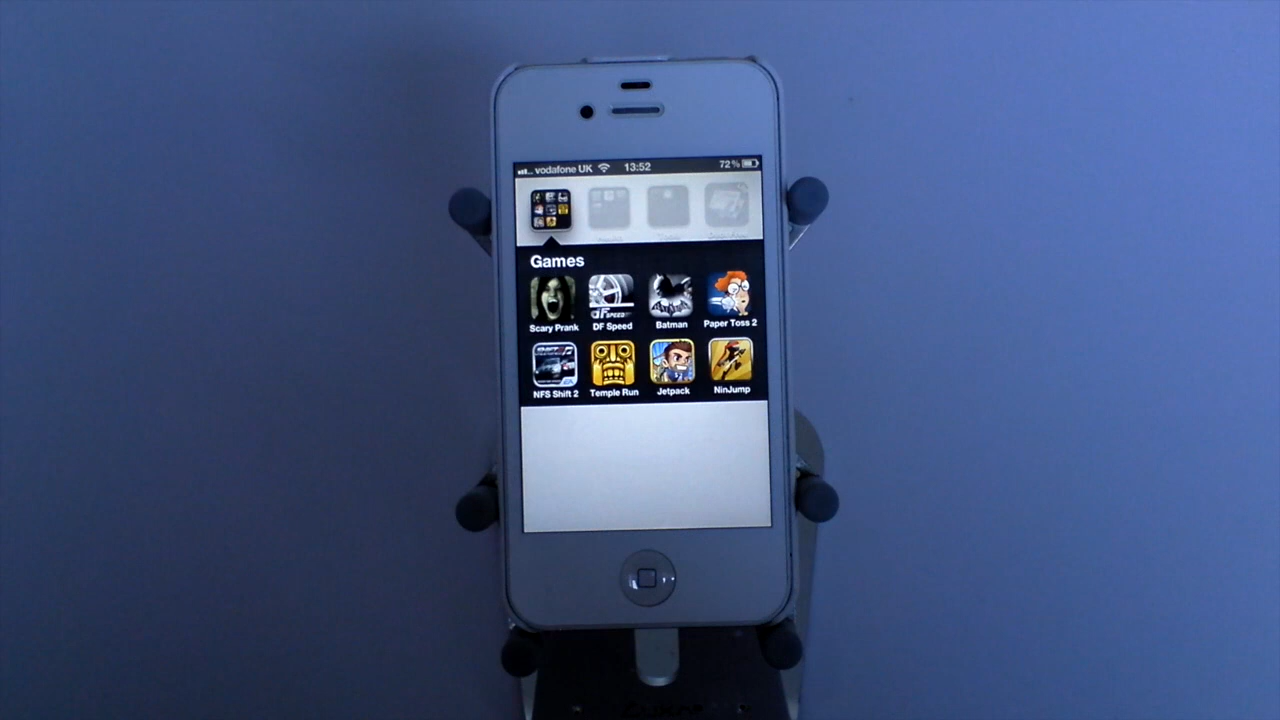 vodafone UK 13:52 72%
Games
Scary Prank DF Speed Batman Paper Toss 2
NFS Shift 2 Temple Run Jetpack NinJump